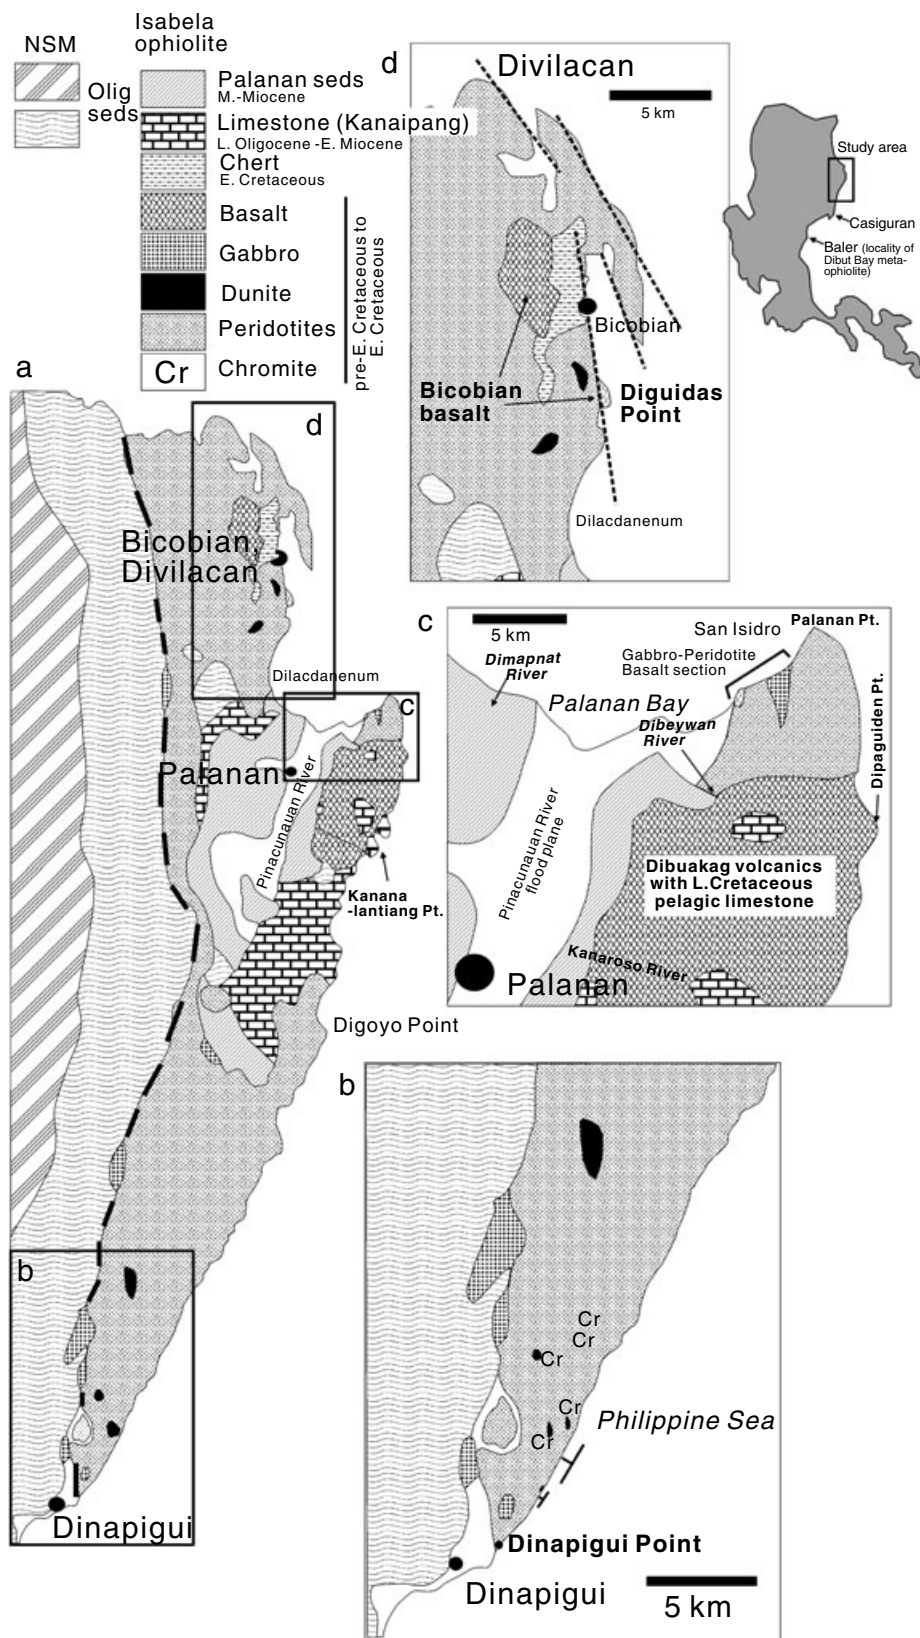 NSM
Olig
seds
Isabela
ophiolite
Palanan seds
M.-Miocene
Limestone (Kanaipang)
L. Oligocene -E. Miocene
Chert
E. Cretaceous
Basalt
Gabbro
Dunite
Peridotites
Cr
Chromite
pre-E. Cretaceous to
E. Cretaceous
d
Divilacan
5 km
Bicobian
Bicobian
basalt
Diguidas
Point
Dilacdanenum
Study area
Casiguran
Baler (locality of
Dibut Bay meta-
ophiolite)
a
d
Bicobian,
Divilacan
Dilacdanenum
c
Palanan
Pinacunauan River
Kanana
-lantiang Pt.
Digoyo Point
b
Dinapigui
c
5 km
San Isidro
Palanan Pt.
Gabbro-Peridotite
Basalt section
Dimapnat
River
Palanan Bay
Dibeywan
River
Dipaguiden Pt.
Pinacunauan River
flood plane
Dibuakag volcanics
with L.Cretaceous
pelagic limestone
Kanaroso River
Palanan
b
Cr
Cr
Cr
Cr
Cr
Philippine Sea
Dinapigui Point
Dinapigui
5 km